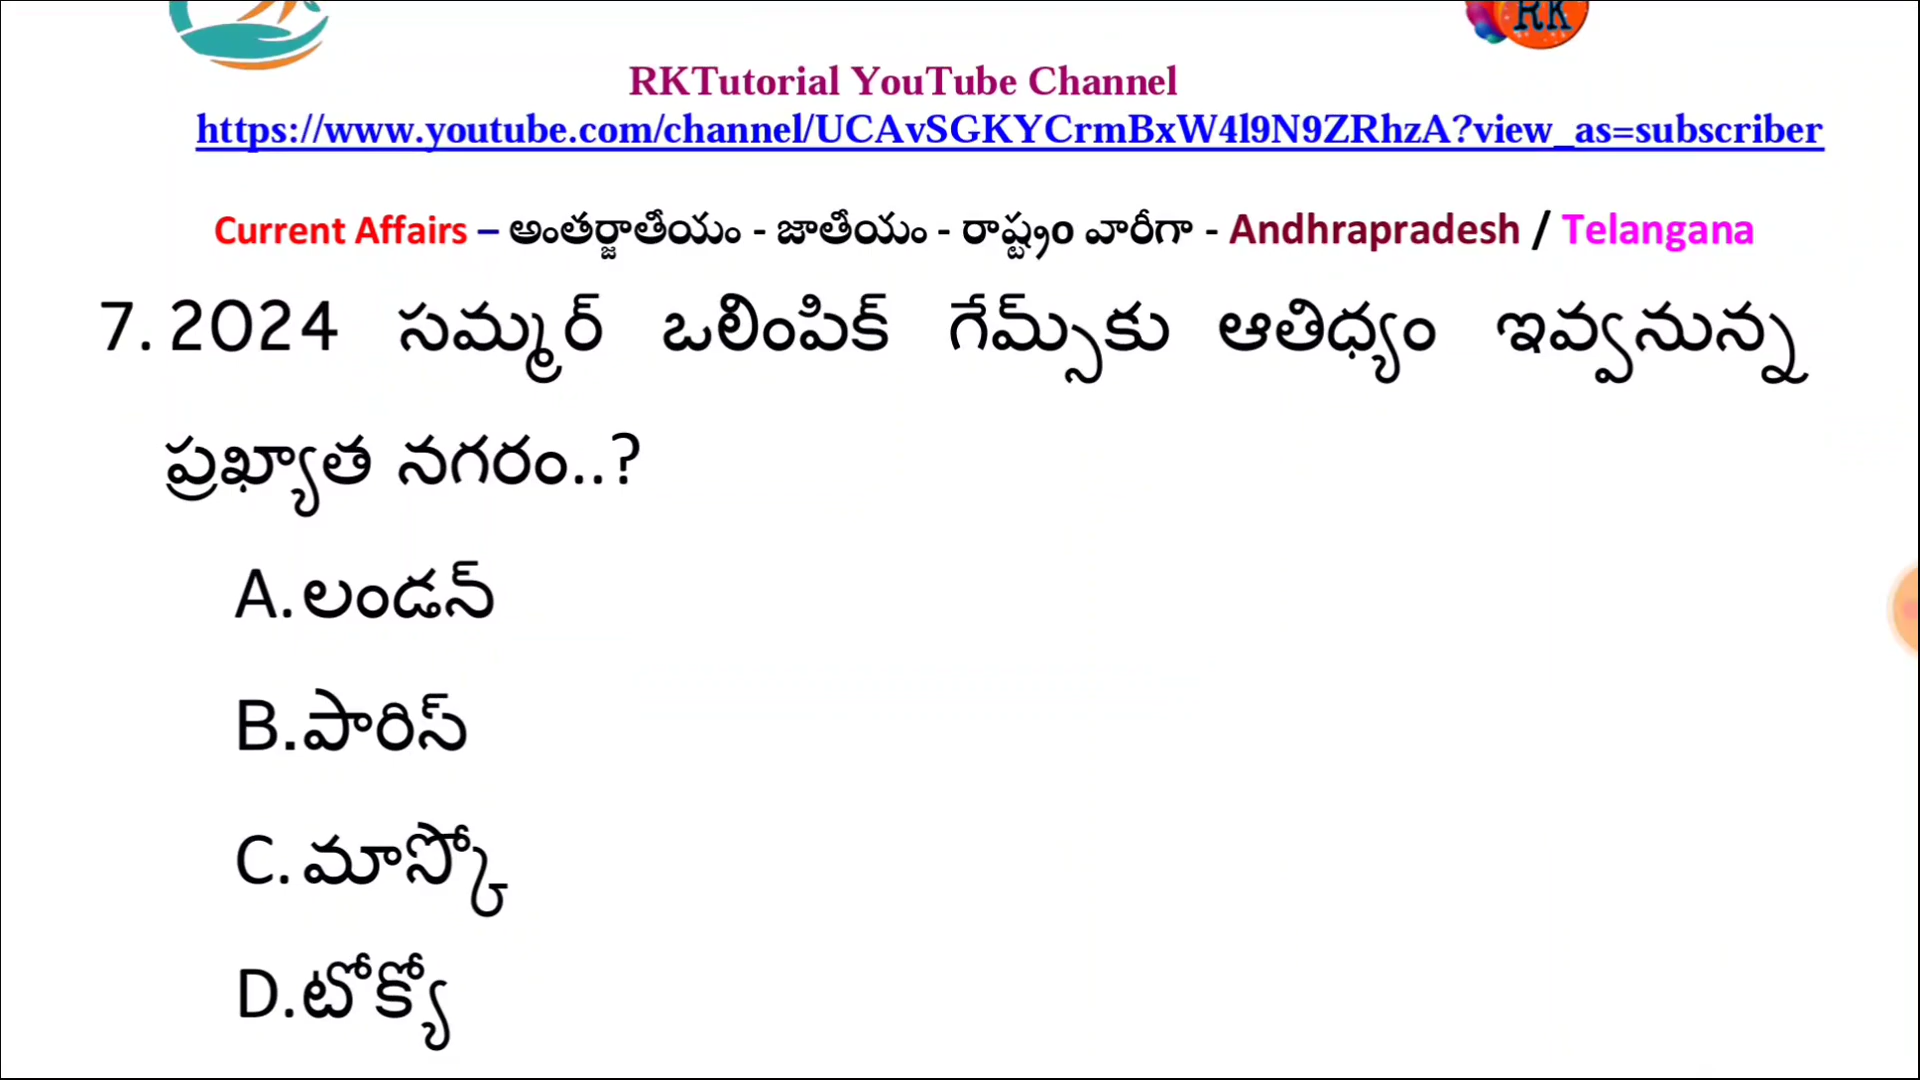 RK
RKTutorial YouTube Channel
https://www.youtube.com/channel/UCAvSGKYCrmBxW4l9N9ZRhzA?view_as=subscriber
Current Affairs – అంతర్జాతీయం - జాతీయం - రాష్ట్రం వారీగా - Andhrapradesh / Telangana
7. 2024 సమ్మర్ ఒలింపిక్ గేమ్స్‌కు ఆతిధ్యం ఇవ్వనున్న
ప్రఖ్యాత నగరం..?
A. లండన్
B. పారిస్
C. మాస్కో
D. టోక్యో